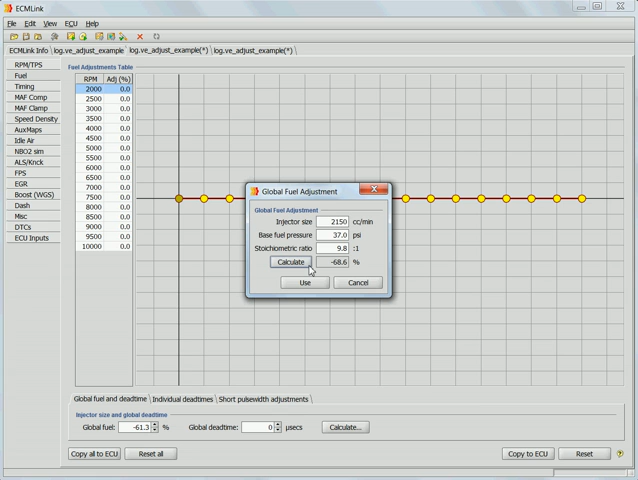 ECMLink
File Edit View ECU Help
ECMLink Info log.ve_adjust_example log.ve_adjust_example(*) log.ve_adjust_example(*)
RPM/TPS
Fuel
Timing
MAF Comp
MAF Clamp
Speed Density
AuxMaps
Idle Air
NBO2 sim
ALS/Knck
FPS
EGR
Boost (WGS)
Dash
Misc
DTCs
ECU Inputs
Fuel Adjustments Table
RPM Adj (%)
2000 0.0
2500 0.0
3000 0.0
3500 0.0
4000 0.0
4500 0.0
5000 0.0
5500 0.0
6000 0.0
6500 0.0
7000 0.0
7500 0.0
8000 0.0
8500 0.0
9000 0.0
9500 0.0
10000 0.0
Global Fuel Adjustment
Global Fuel Adjustment
Injector size 2150 cc/min
Base fuel pressure 37.0 psi
Stoichiometric ratio 9.8 :1
Calculate -68.6 %
Use Cancel
Global fuel and deadtime Individual deadtimes Short pulsewidth adjustments
Injector size and global deadtime
Global fuel: -61.3 % Global deadtime: 0 µsecs Calculate...
Copy all to ECU Reset all Copy to ECU Reset